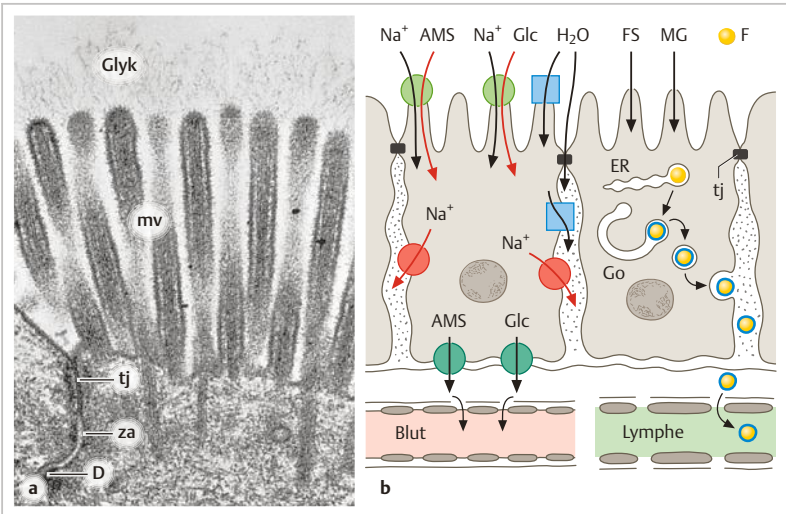 Glyk
mv
tj
za
D
a
Na⁺ AMS Na⁺ Glc H₂O FS MG F
ER
tj
Na⁺
Na⁺
Go
AMS Glc
Blut
Lymphe
b